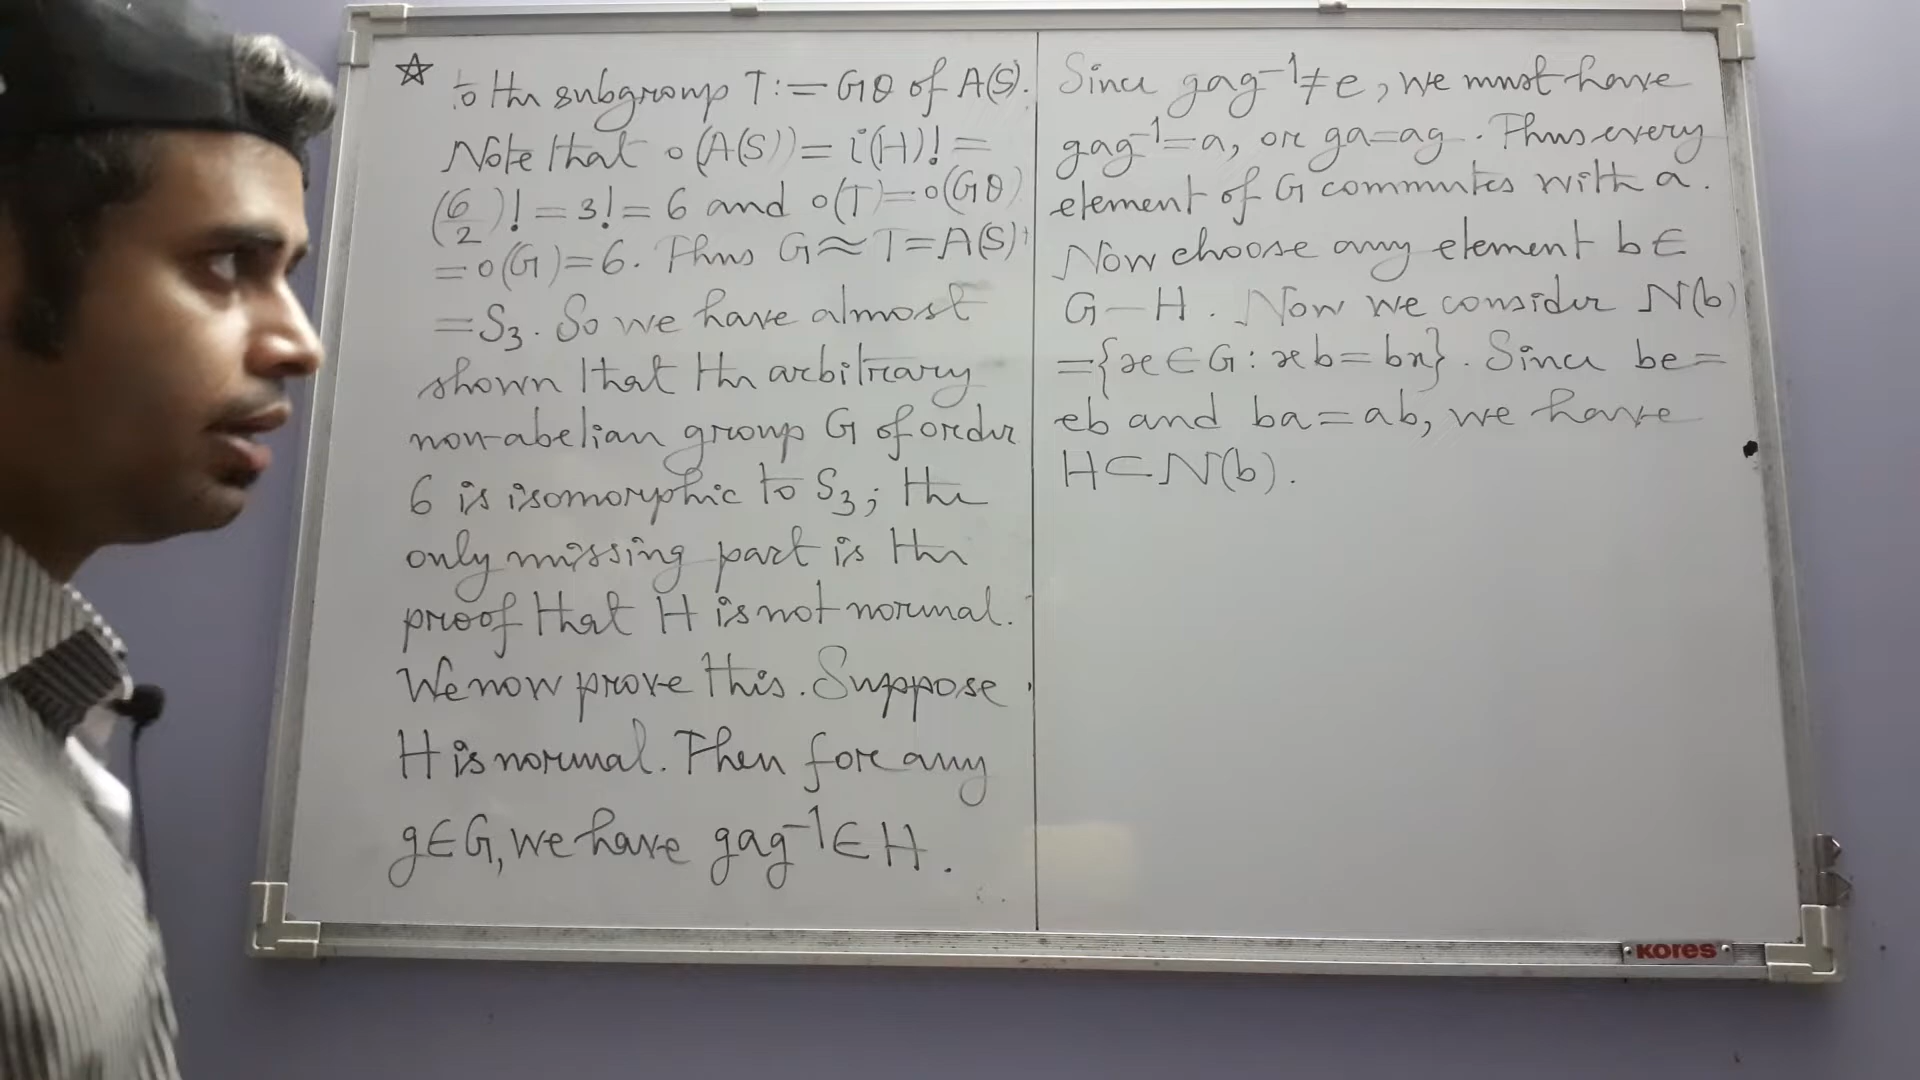 ☆ to the subgroup T:=Gθ of A(S).
Note that o(A(S))=i(H)!=
(6/2)!=3!=6 and o(T)=o(Gθ)
=o(G)=6. Thus G≈T=A(S)
=S₃. So we have almost
shown that the arbitrary
non-abelian group G of order
6 is isomorphic to S₃; the
only missing part is the
proof that H is not normal.
We now prove this. Suppose
H is normal. Then for any
g∈G, we have gag⁻¹∈H.
Since gag⁻¹≠e, we must have
gag⁻¹=a, or ga=ag. Thus every
element of G commutes with a.
Now choose any element b∈
G-H. Now we consider N(b)
={x∈G: xb=bx}. Since be=
eb and ba=ab, we have
H⊂N(b).
KORES